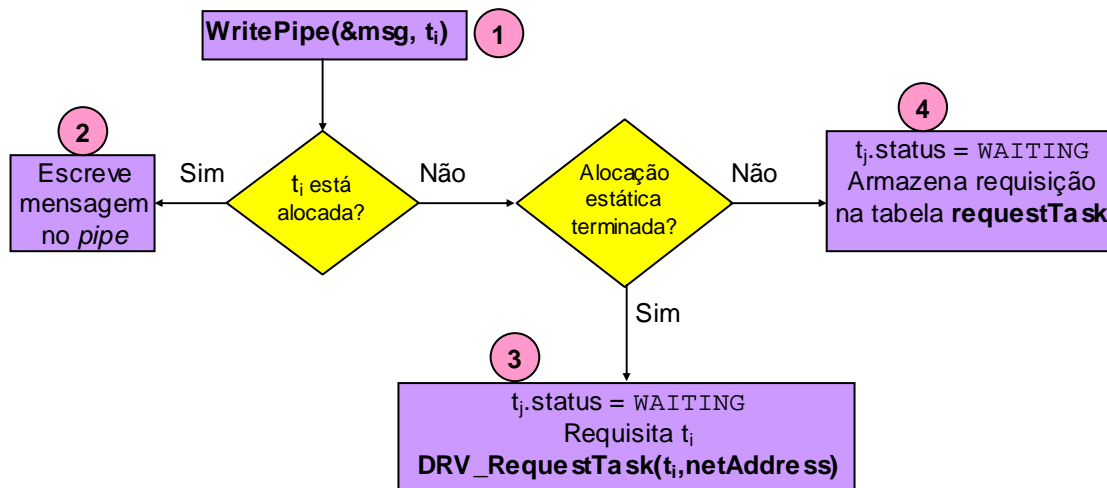 WritePipe(&msg, tᵢ)
1
2
Escreve
mensagem
no pipe
Sim
tᵢ está
alocada?
Não
Alocação
estática
terminada?
Não
4
tⱼ.status = WAITING
Armazena requisição
na tabela requestTask
Sim
3
tⱼ.status = WAITING
Requisita tᵢ
DRV_RequestTask(tᵢ,netAddress)